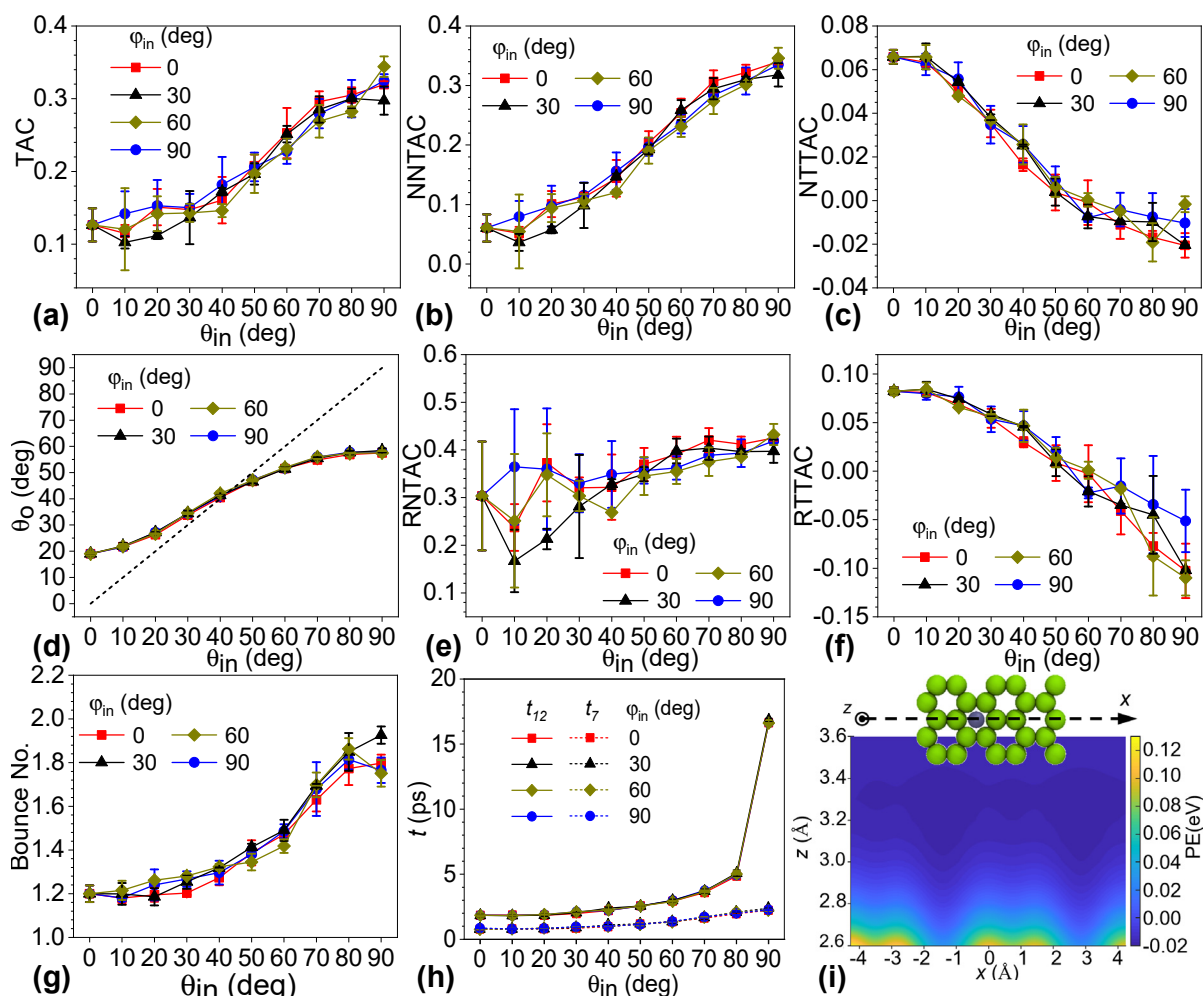 0.4
0.3
0.2
0.1
TAC
φin (deg)
0
30
60
90
0 10 20 30 40 50 60 70 80 90
(a)
θin (deg)
0.4
0.3
0.2
0.1
0.0
NNTAC
φin (deg)
0 60
30 90
0 10 20 30 40 50 60 70 80 90
(b)
θin (deg)
0.08
0.06
0.04
0.02
0.00
-0.02
-0.04
NTTAC
φin (deg)
0 60
30 90
0 10 20 30 40 50 60 70 80 90
(c)
θin (deg)
90
80
70
60
50
40
30
20
10
0
θo (deg)
φin (deg)
0 60
30 90
0 10 20 30 40 50 60 70 80 90
(d)
θin (deg)
0.6
0.5
0.4
0.3
0.2
0.1
RNTAC
φin (deg)
0 60
30 90
0 10 20 30 40 50 60 70 80 90
(e)
θin (deg)
0.10
0.05
0.00
-0.05
-0.10
-0.15
RTTAC
φin (deg)
0 60
30 90
0 10 20 30 40 50 60 70 80 90
(f)
θin (deg)
2.2
2.0
1.8
1.6
1.4
1.2
1.0
Bounce No.
φin (deg)
0 60
30 90
0 10 20 30 40 50 60 70 80 90
(g)
θin (deg)
20
15
10
5
0
t (ps)
t12 t7 φin (deg)
0
30
60
90
0 10 20 30 40 50 60 70 80 90
(h)
θin (deg)
z
x
3.6
3.4
3.2
3.0
2.8
2.6
z (Å)
-4 -3 -2 -1 0 1 2 3 4
x (Å)
(i)
0.12
0.10
0.08
0.06
0.04
0.02
0.00
-0.02
PE(eV)